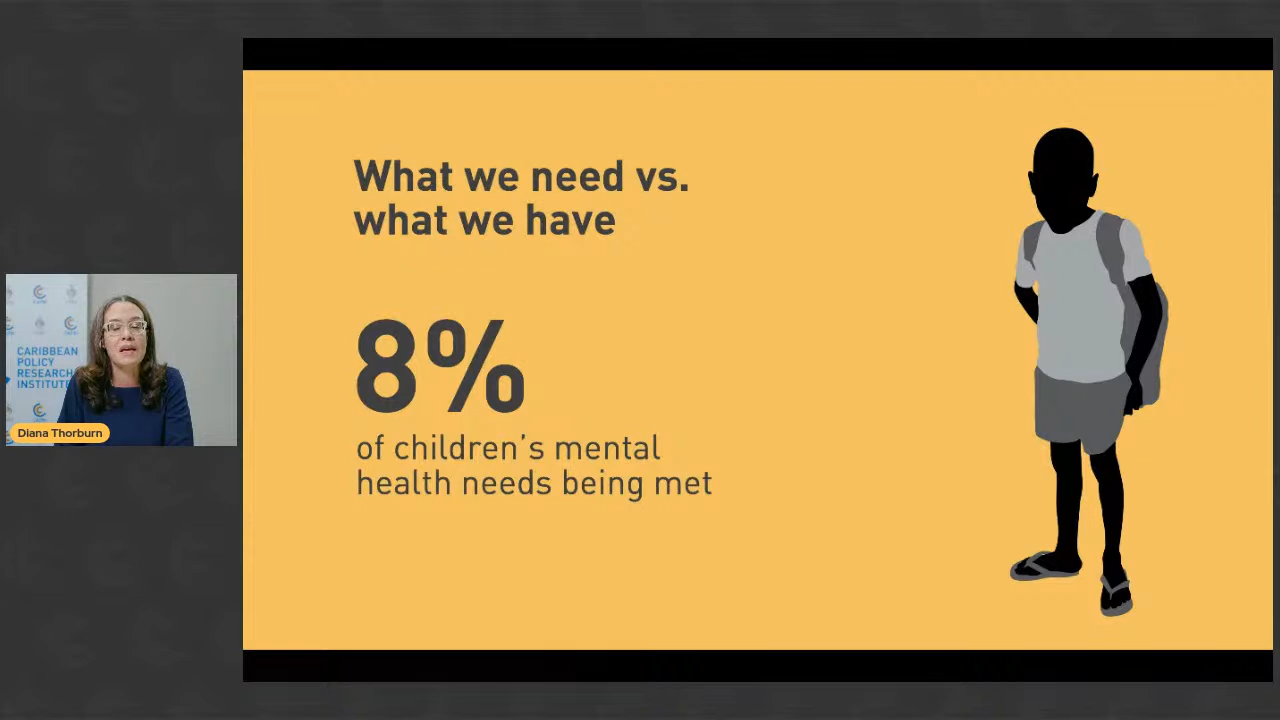 What we need vs.
what we have
8%
of children's mental
health needs being met
CARIBBEAN
POLICY
RESEARCH
INSTITUTE
Diana Thorburn